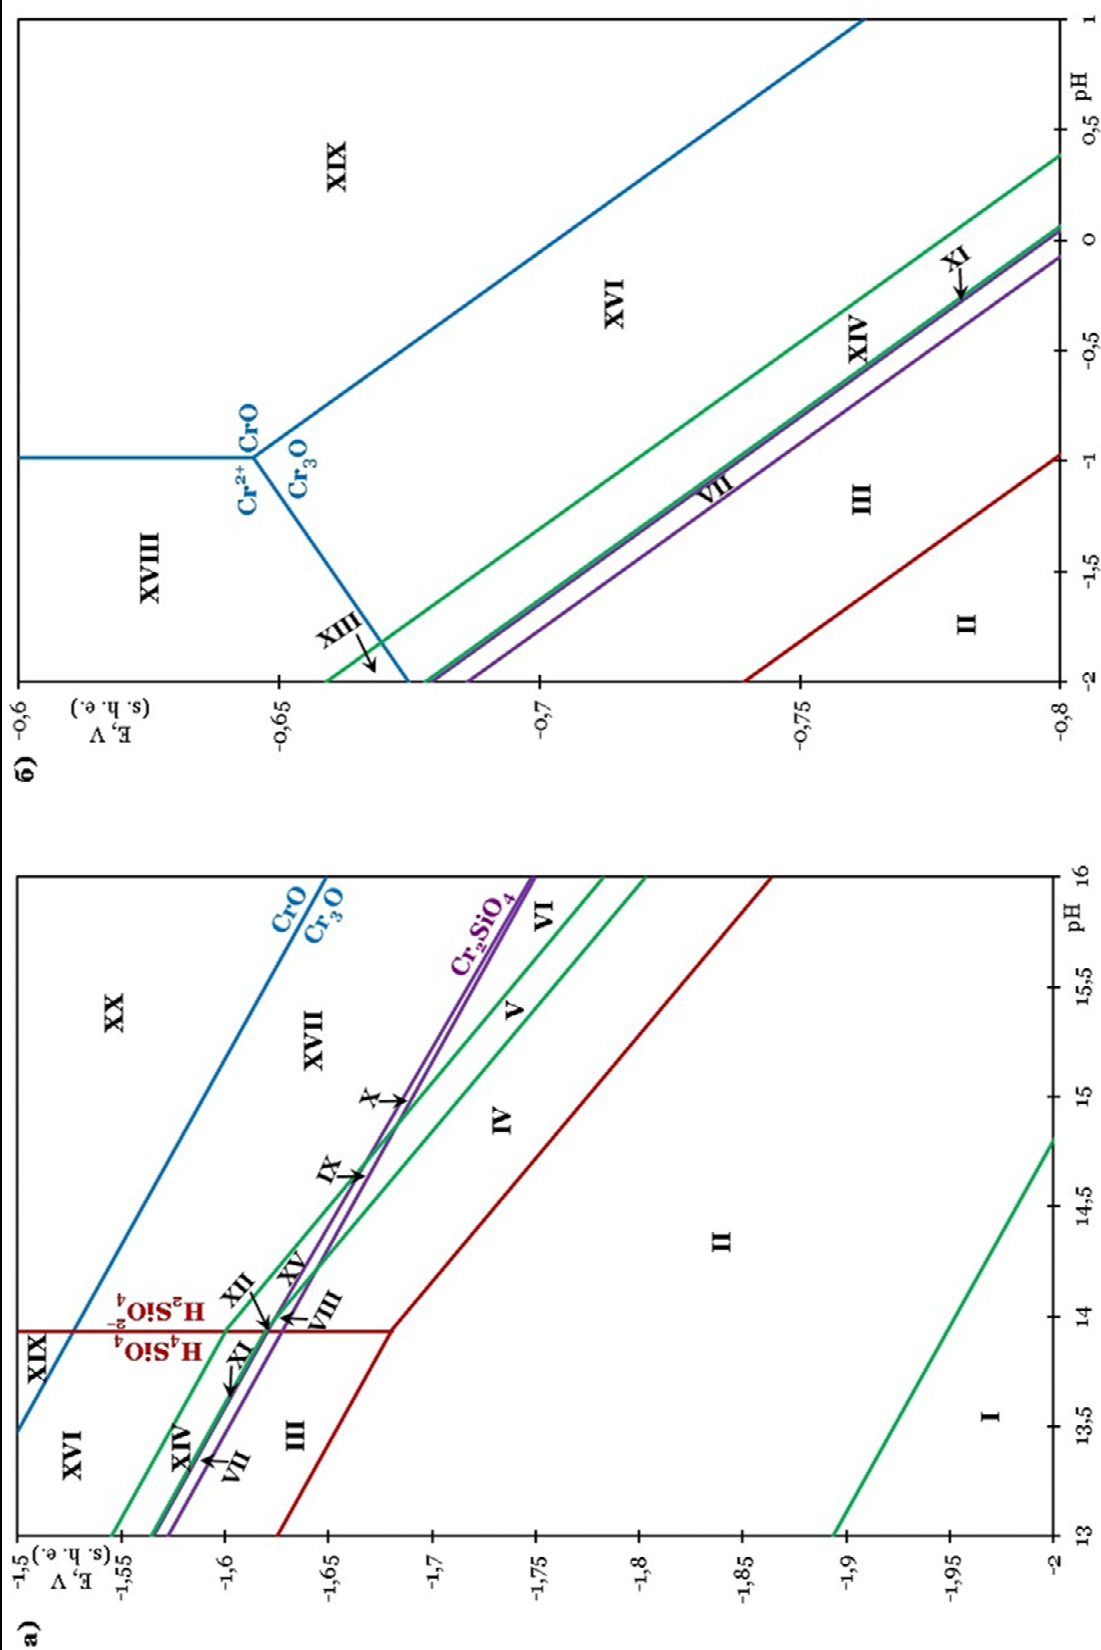 а)
E, V
(s. h. e.)
-1,5
-1,55
-1,6
-1,65
-1,7
-1,75
-1,8
-1,85
-1,9
-1,95
-2
13
13,5
14
14,5
15
15,5
16
pH
XIX
XX
XVI
XVII
XIV
XI
XII
XV
IX
X
VII
VIII
III
IV
V
VI
II
I
H₄SiO₄
H₂SiO₄²⁻
CrO
Cr₃O
Cr₂SiO₄
б)
E, V
(s. h. e.)
-0,6
-0,65
-0,7
-0,75
-0,8
-2
-1,5
-1
-0,5
0
0,5
1
pH
XVIII
XIX
Cr²⁺
CrO
Cr₃O
XIII
XVI
XIV
XI
VII
III
II